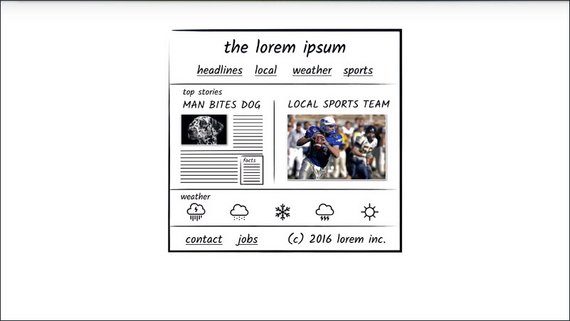 the lorem ipsum
headlines local weather sports
top stories
MAN BITES DOG
facts
LOCAL SPORTS TEAM
weather
contact jobs (c) 2016 lorem inc.